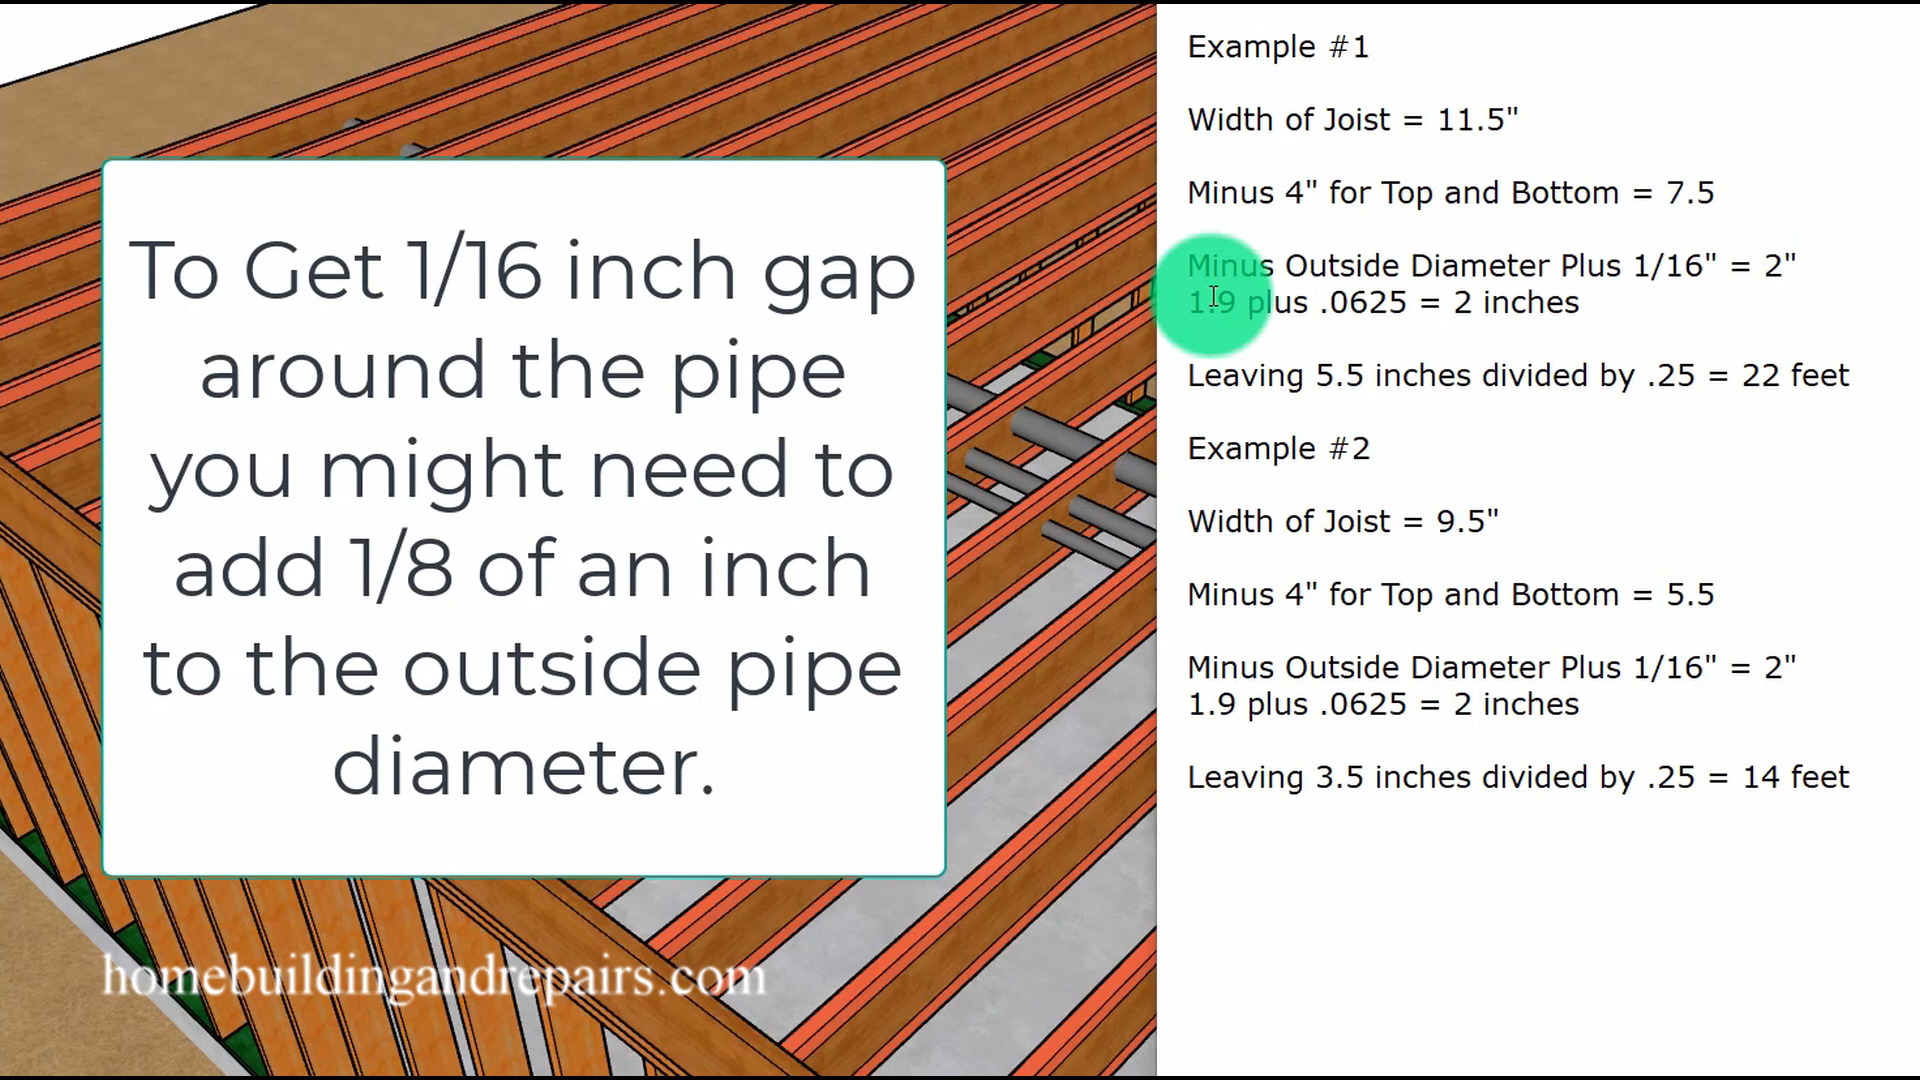 To Get 1/16 inch gap
around the pipe
you might need to
add 1/8 of an inch
to the outside pipe
diameter.
homebuildingandrepairs.com
Example #1
Width of Joist = 11.5"
Minus 4" for Top and Bottom = 7.5
Minus Outside Diameter Plus 1/16" = 2"
1.9 plus .0625 = 2 inches
Leaving 5.5 inches divided by .25 = 22 feet
Example #2
Width of Joist = 9.5"
Minus 4" for Top and Bottom = 5.5
Minus Outside Diameter Plus 1/16" = 2"
1.9 plus .0625 = 2 inches
Leaving 3.5 inches divided by .25 = 14 feet